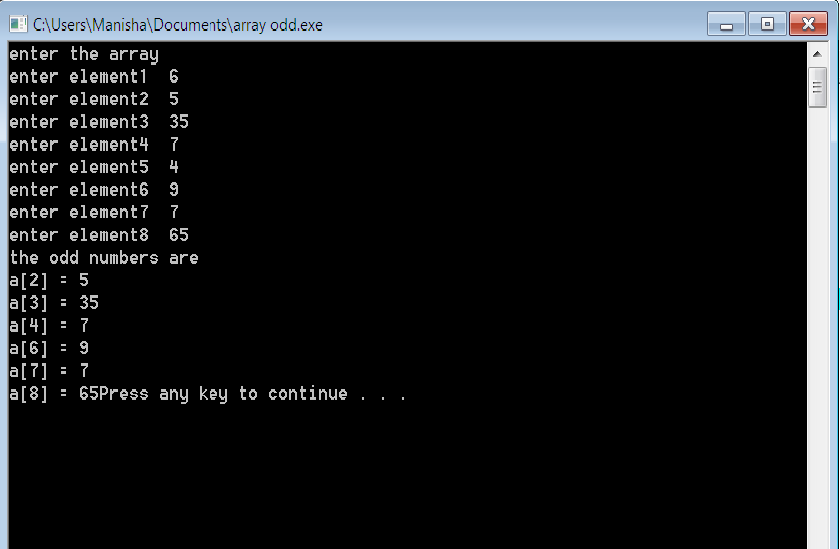 C:\Users\Manisha\Documents\array odd.exe
enter the array
enter element1  6
enter element2  5
enter element3  35
enter element4  7
enter element5  4
enter element6  9
enter element7  7
enter element8  65
the odd numbers are
a[2] = 5
a[3] = 35
a[4] = 7
a[6] = 9
a[7] = 7
a[8] = 65Press any key to continue . . .